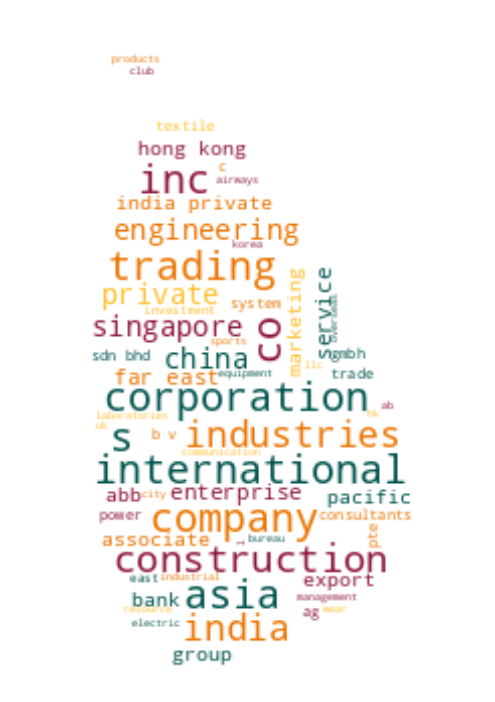 products
club
textile
hong kong
c
inc airways
india private
engineering
korea
trading
private system marketing service
investment
singapore co
sports
sdn bhd china gmbh
llc
far east equipment trade
corporation ab
laboratories hk
uk
s b v industries
communication
international
abb city enterprise pacific
power company consultants
associate bureau pte
construction
east industrial export
bank asia management
resource ag wear
electric india
group